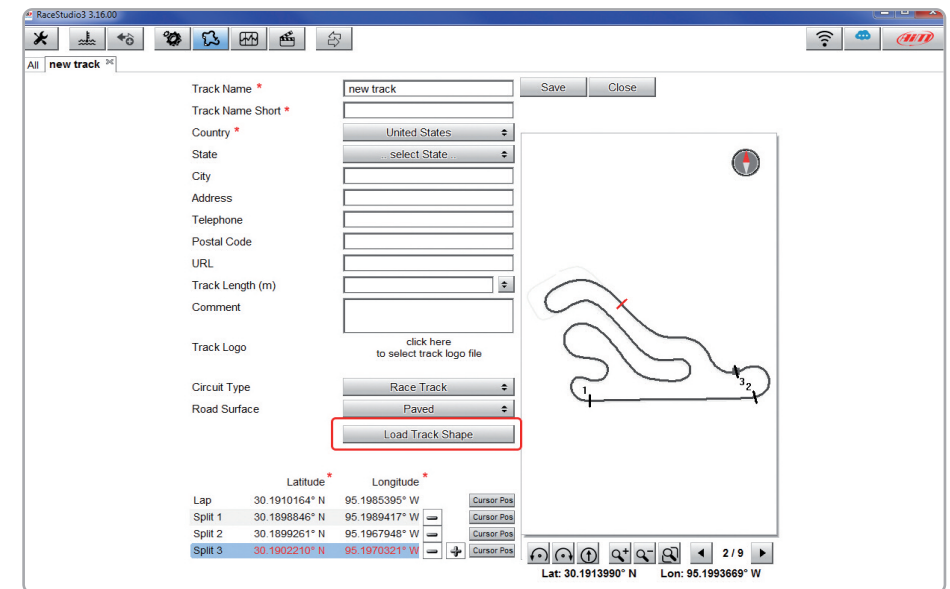 RaceStudio3 3.16.00
AiM
All new track
Track Name * new track Save Close
Track Name Short *
Country * United States
State ... select State ...
City
Address
Telephone
Postal Code
URL
Track Length (m)
Comment
Track Logo click here
to select track logo file
Circuit Type Race Track
Road Surface Paved
Load Track Shape
1
3 2
Latitude * Longitude *
Lap 30.1910164° N 95.1985395° W Cursor Pos
Split 1 30.1898846° N 95.1989417° W Cursor Pos
Split 2 30.1899261° N 95.1967948° W Cursor Pos
Split 3 30.1902210° N 95.1970321° W Cursor Pos
2 / 9
Lat: 30.1913990° N Lon: 95.1993669° W